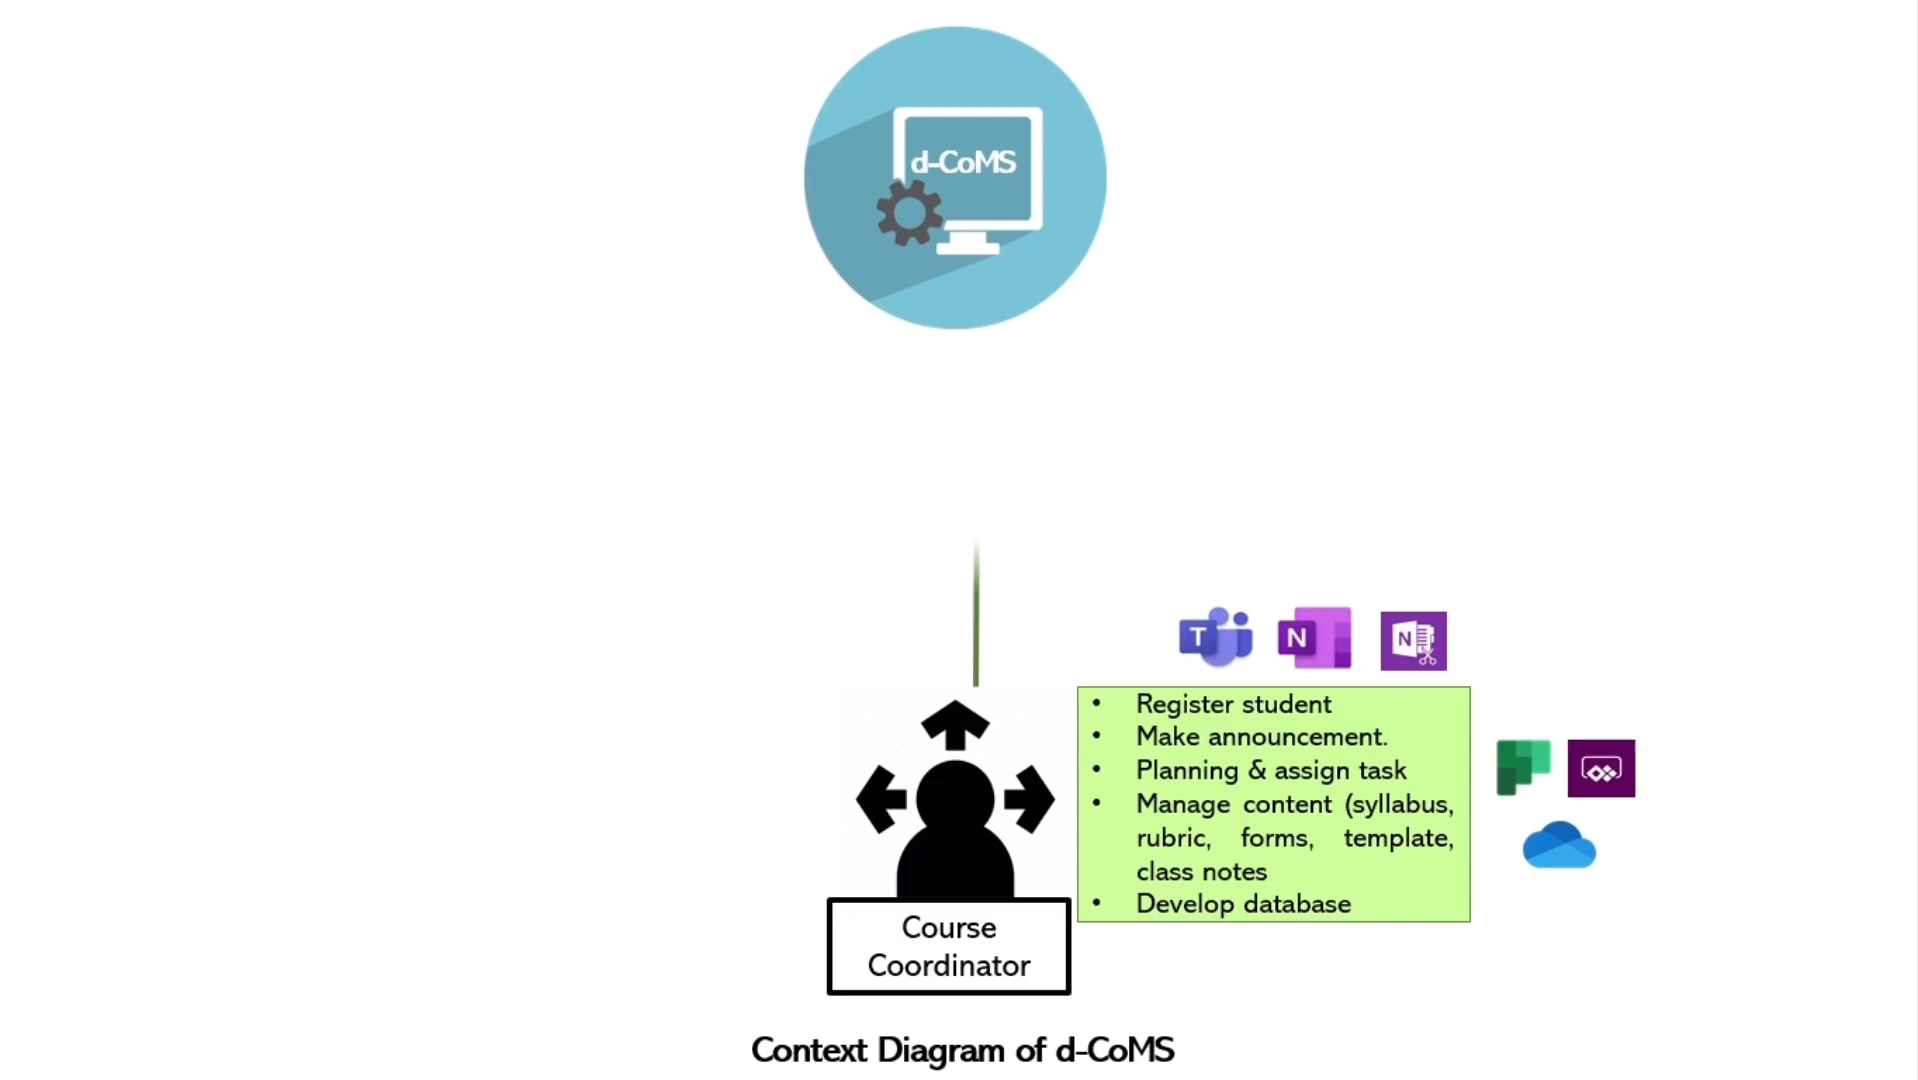 d-CoMS
T
N
N
• Register student
• Make announcement.
• Planning & assign task
• Manage content (syllabus,
rubric, forms, template,
class notes
• Develop database
Course
Coordinator
Context Diagram of d-CoMS